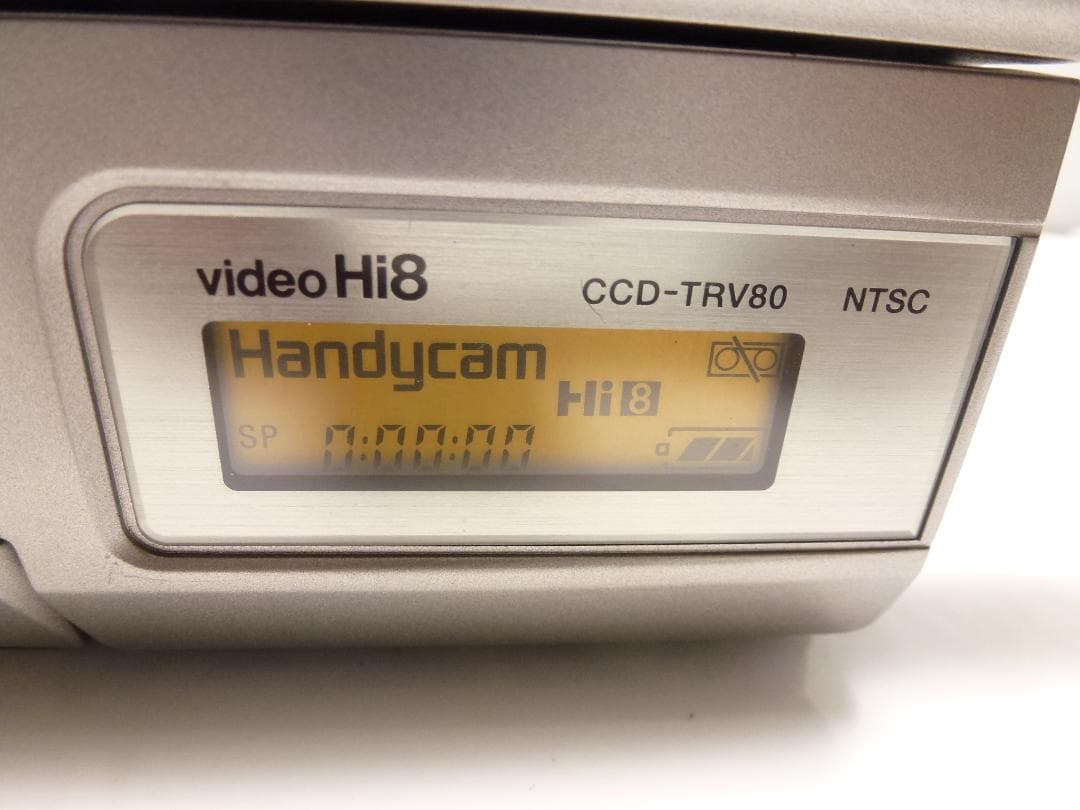 video Hi8 CCD-TRV80 NTSC
Handycam
Hi8
SP 0:00:00